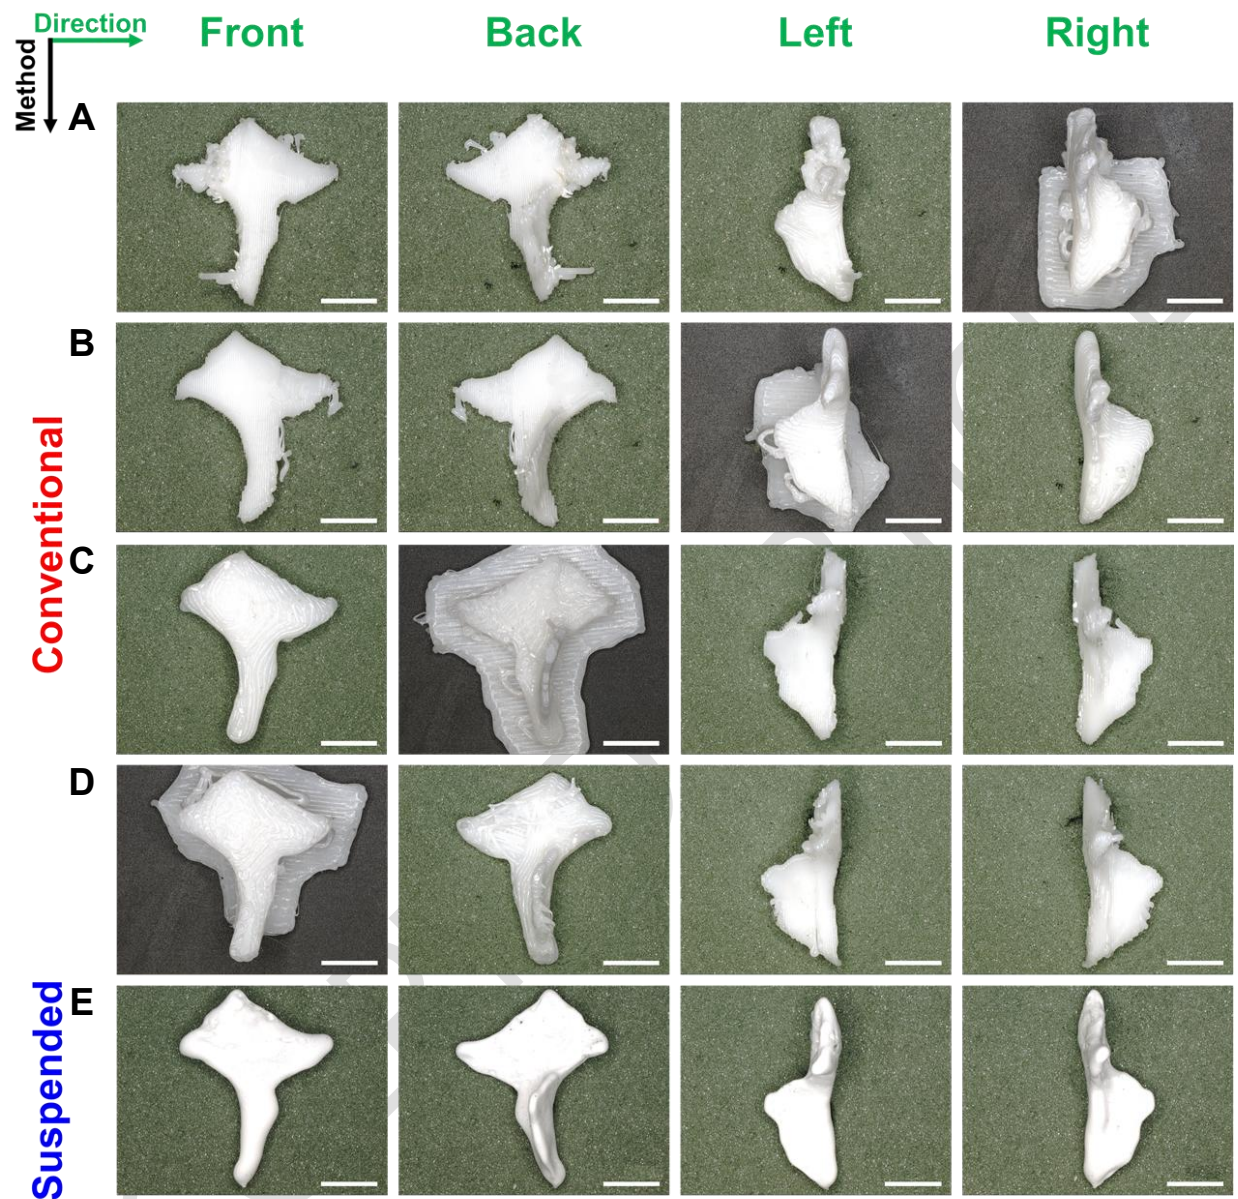 Direction
Method
Front
Back
Left
Right
A
B
C
D
E
Conventional
Suspended